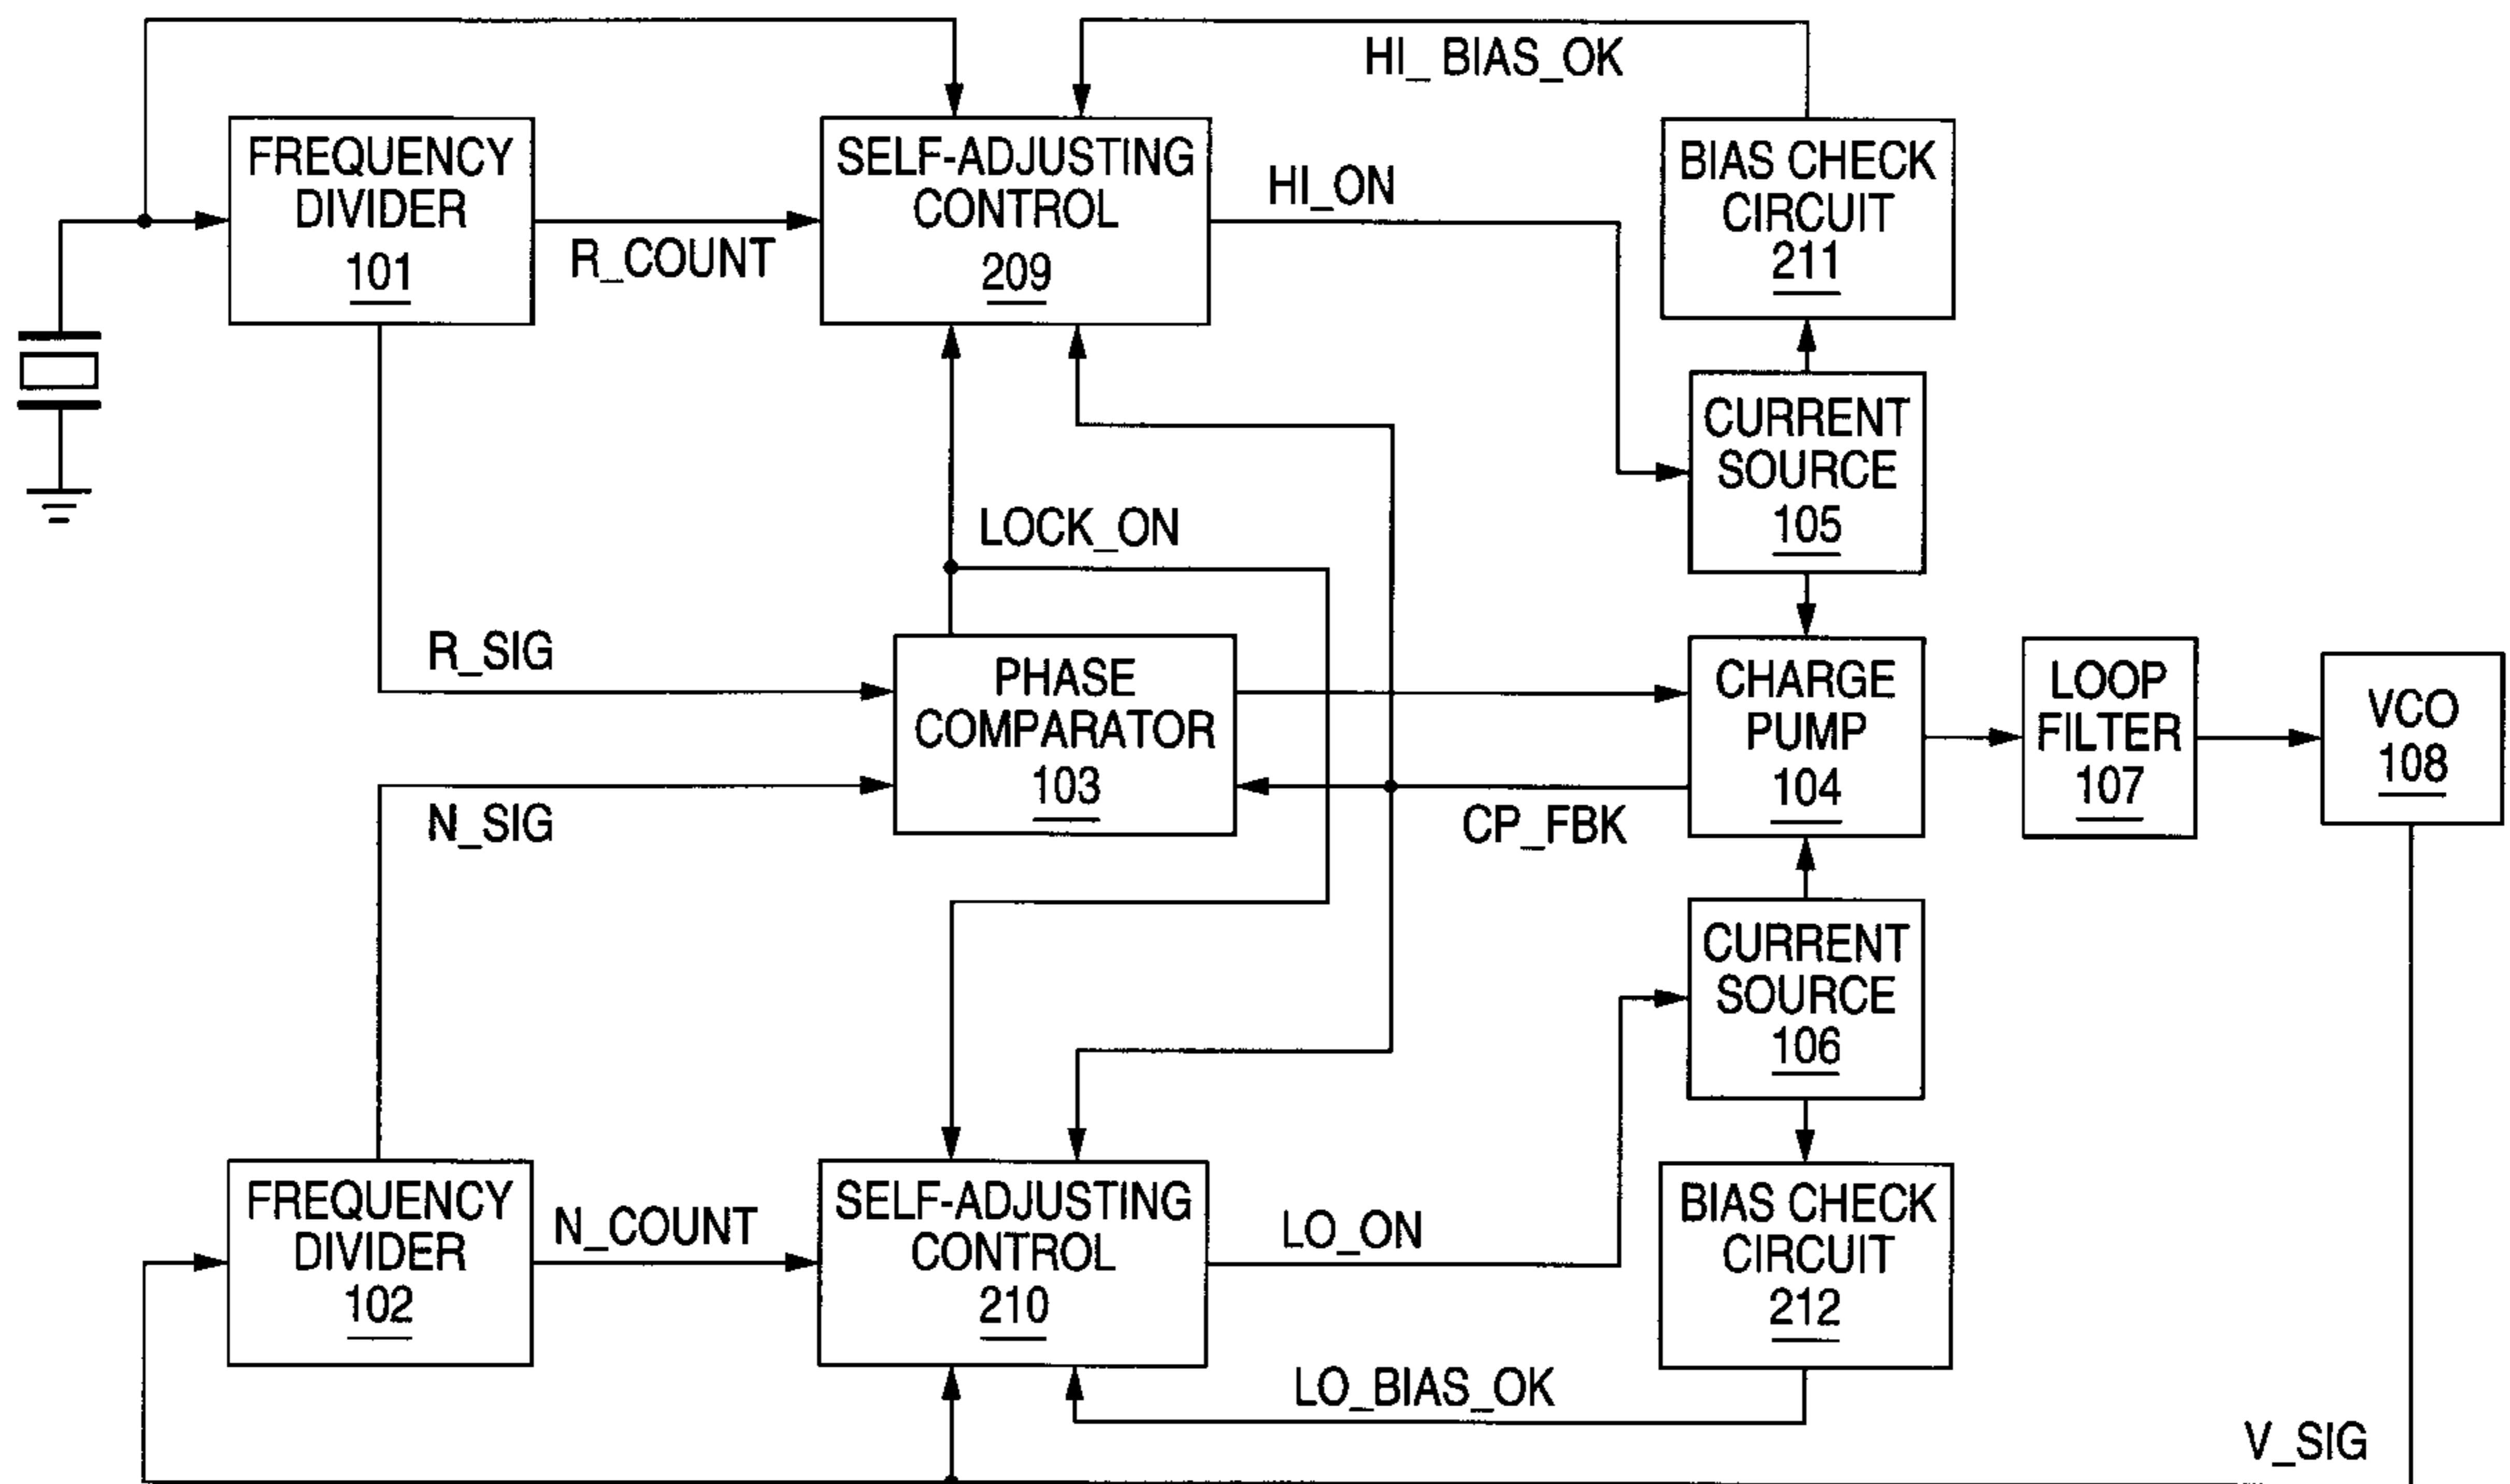 HI_ BIAS_OK
FREQUENCY
DIVIDER
101
R_COUNT
SELF-ADJUSTING
CONTROL
209
HI_ON
BIAS CHECK
CIRCUIT
211
CURRENT
SOURCE
105
LOCK_ON
R_SIG
N_SIG
PHASE
COMPARATOR
103
CP_FBK
CHARGE
PUMP
104
LOOP
FILTER
107
VCO
108
CURRENT
SOURCE
106
FREQUENCY
DIVIDER
102
N_COUNT
SELF-ADJUSTING
CONTROL
210
LO_ON
BIAS CHECK
CIRCUIT
212
LO_BIAS_OK
V_SIG